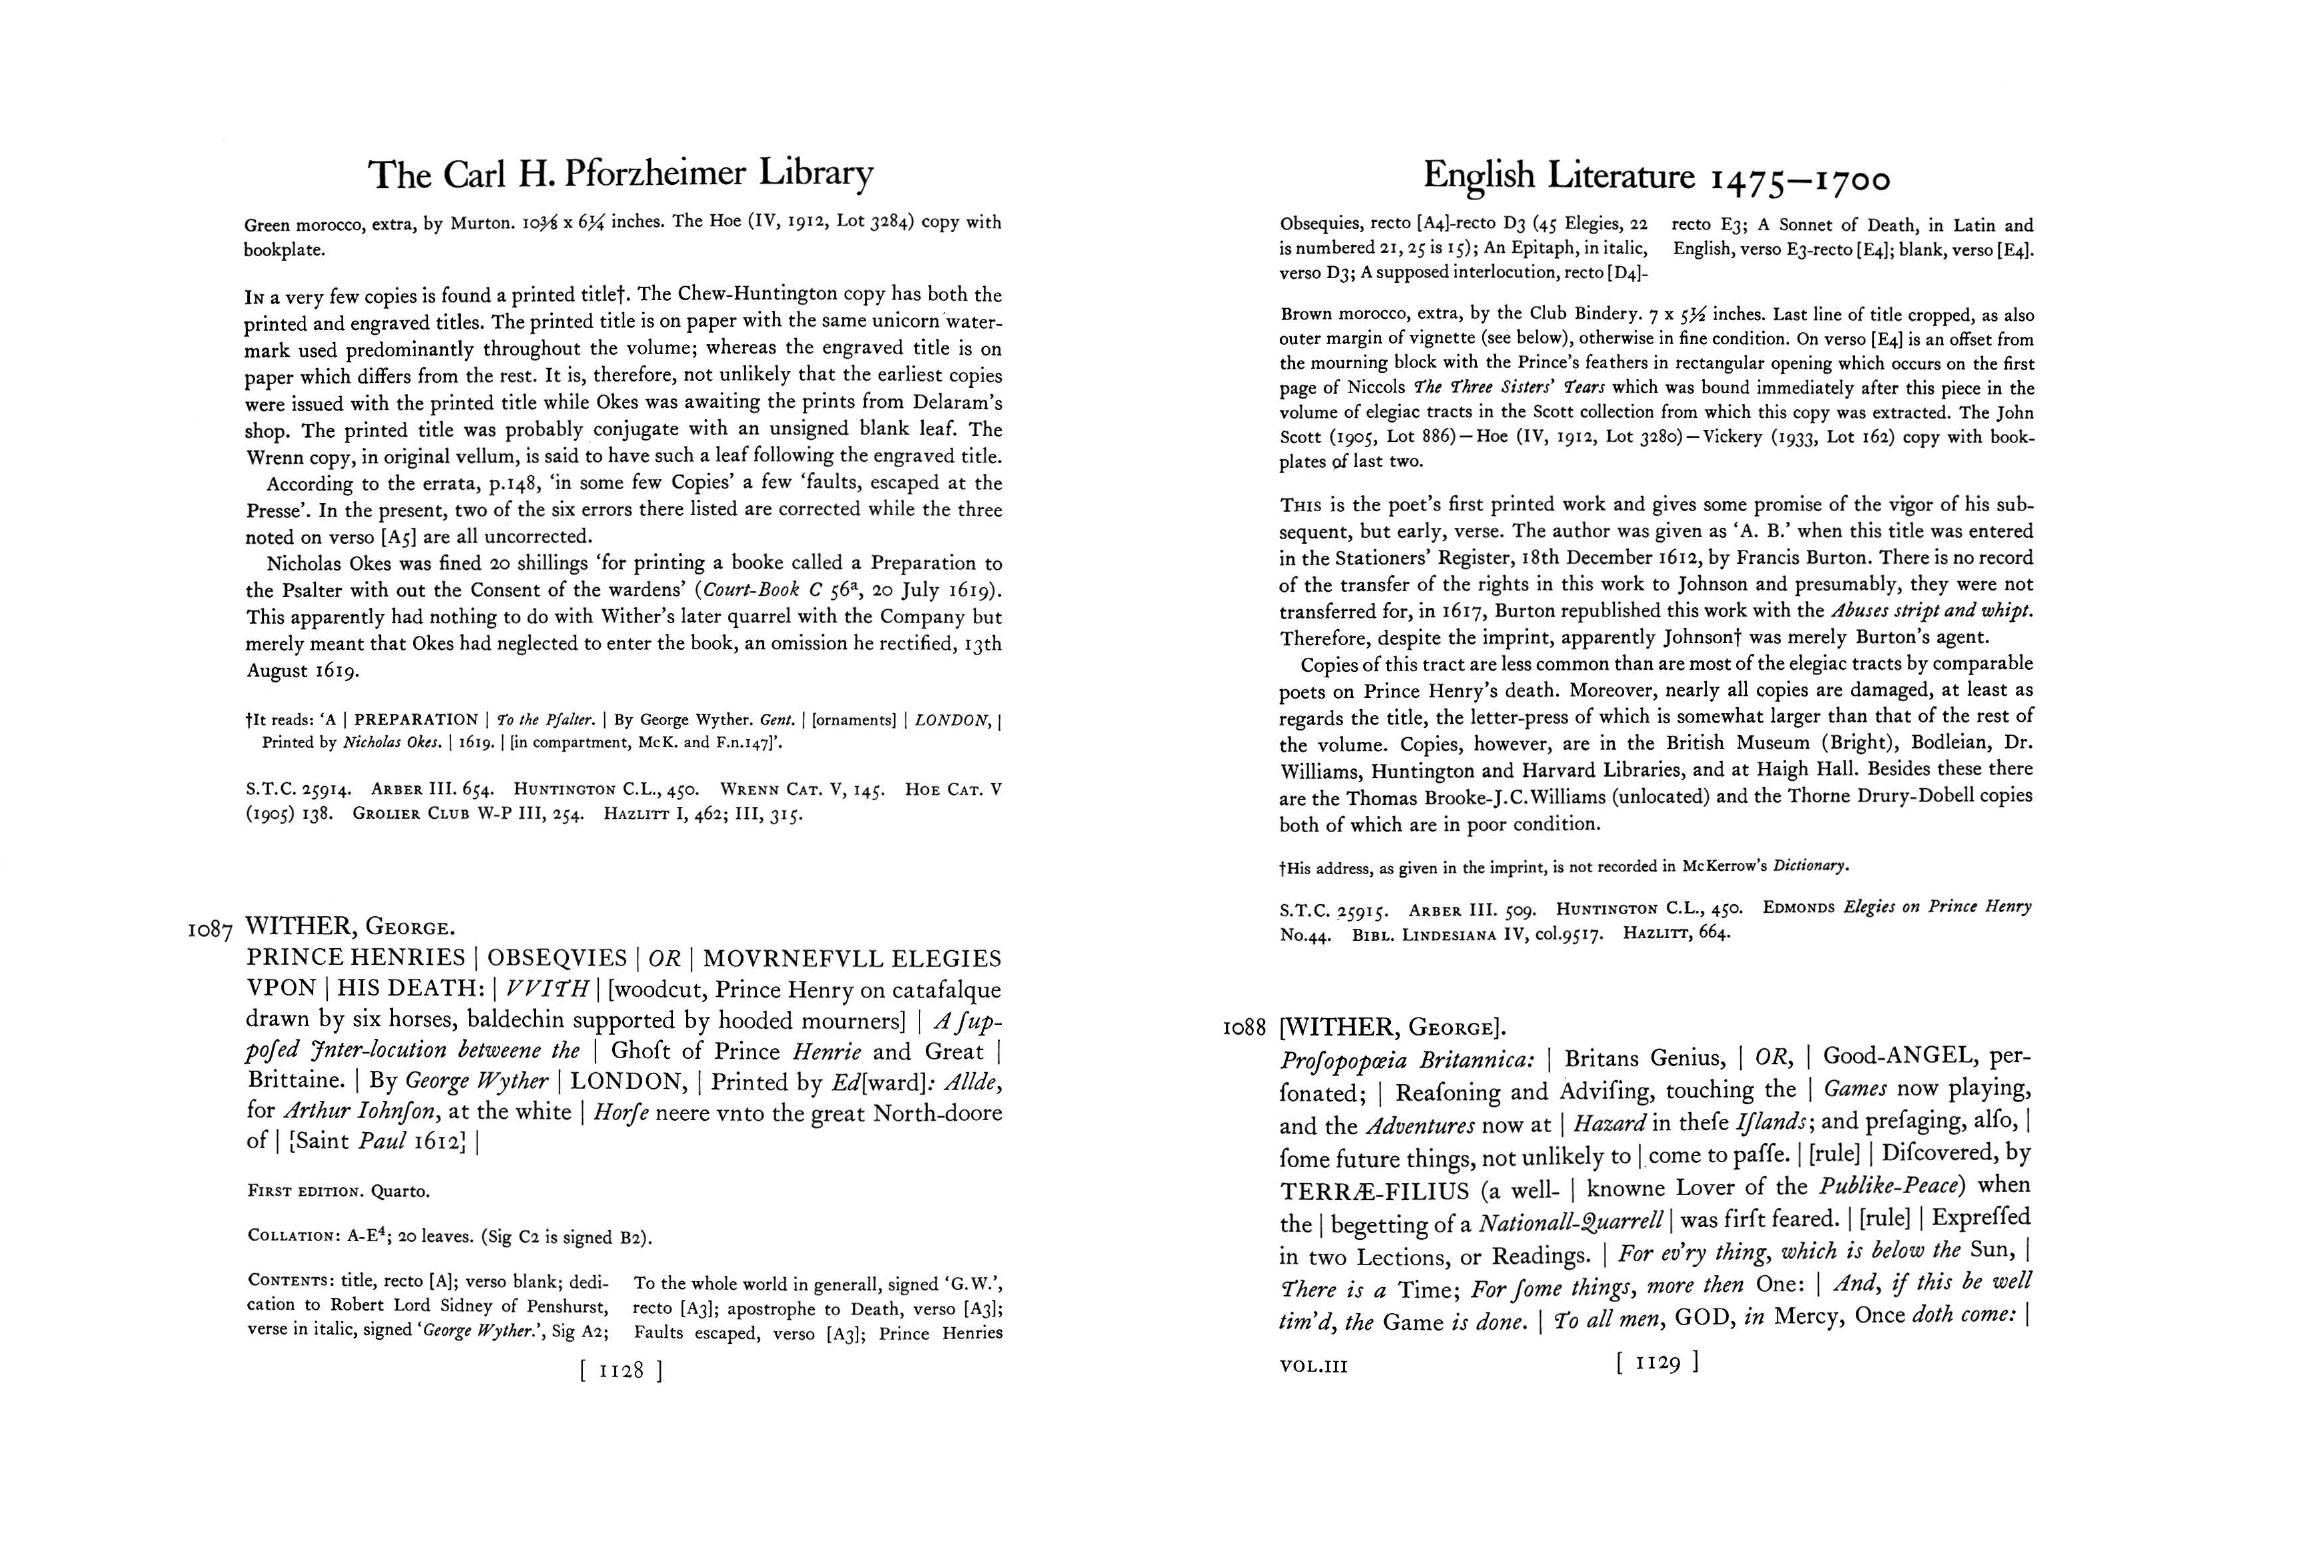 The Carl H. Pforzheimer Library
Green morocco, extra, by Murton. 10⅜ x 6¼ inches. The Hoe (IV, 1912, Lot 3284) copy with
bookplate.
IN a very few copies is found a printed title†. The Chew-Huntington copy has both the
printed and engraved titles. The printed title is on paper with the same unicorn water-
mark used predominantly throughout the volume; whereas the engraved title is on
paper which differs from the rest. It is, therefore, not unlikely that the earliest copies
were issued with the printed title while Okes was awaiting the prints from Delaram's
shop. The printed title was probably conjugate with an unsigned blank leaf. The
Wrenn copy, in original vellum, is said to have such a leaf following the engraved title.
According to the errata, p.148, 'in some few Copies' a few 'faults, escaped at the
Presse'. In the present, two of the six errors there listed are corrected while the three
noted on verso [A5] are all uncorrected.
Nicholas Okes was fined 20 shillings 'for printing a booke called a Preparation to
the Psalter with out the Consent of the wardens' (Court-Book C 56ᵃ, 20 July 1619).
This apparently had nothing to do with Wither's later quarrel with the Company but
merely meant that Okes had neglected to enter the book, an omission he rectified, 13th
August 1619.
†It reads: 'A | PREPARATION | To the Pſalter. | By George Wyther. Gent. | [ornaments] | LONDON, |
Printed by Nicholas Okes. | 1619. | [in compartment, McK. and F.n.147]'.
S.T.C. 25914. ARBER III. 654. HUNTINGTON C.L., 450. WRENN CAT. V, 145. HOE CAT. V
(1905) 138. GROLIER CLUB W-P III, 254. HAZLITT I, 462; III, 315.
1087 WITHER, GEORGE.
PRINCE HENRIES | OBSEQVIES | OR | MOVRNEFVLL ELEGIES
VPON | HIS DEATH: | VVITH | [woodcut, Prince Henry on catafalque
drawn by six horses, baldechin supported by hooded mourners] | A ſup-
poſed Inter-locution betweene the | Ghoſt of Prince Henrie and Great |
Brittaine. | By George Wyther | LONDON, | Printed by Ed[ward]: Allde,
for Arthur Iohnſon, at the white | Horſe neere vnto the great North-doore
of | [Saint Paul 1612] |
FIRST EDITION. Quarto.
COLLATION: A-E⁴; 20 leaves. (Sig C2 is signed B2).
CONTENTS: title, recto [A]; verso blank; dedi-
cation to Robert Lord Sidney of Penshurst,
verse in italic, signed 'George Wyther.', Sig A2;
To the whole world in generall, signed 'G.W.',
recto [A3]; apostrophe to Death, verso [A3];
Faults escaped, verso [A3]; Prince Henries
[ 1128 ]
English Literature 1475–1700
Obsequies, recto [A4]-recto D3 (45 Elegies, 22
is numbered 21, 25 is 15); An Epitaph, in italic,
verso D3; A supposed interlocution, recto [D4]-
recto E3; A Sonnet of Death, in Latin and
English, verso E3-recto [E4]; blank, verso [E4].
Brown morocco, extra, by the Club Bindery. 7 x 5½ inches. Last line of title cropped, as also
outer margin of vignette (see below), otherwise in fine condition. On verso [E4] is an offset from
the mourning block with the Prince's feathers in rectangular opening which occurs on the first
page of Niccols The Three Sisters' Tears which was bound immediately after this piece in the
volume of elegiac tracts in the Scott collection from which this copy was extracted. The John
Scott (1905, Lot 886)—Hoe (IV, 1912, Lot 3280)—Vickery (1933, Lot 162) copy with book-
plates of last two.
THIS is the poet's first printed work and gives some promise of the vigor of his sub-
sequent, but early, verse. The author was given as 'A. B.' when this title was entered
in the Stationers' Register, 18th December 1612, by Francis Burton. There is no record
of the transfer of the rights in this work to Johnson and presumably, they were not
transferred for, in 1617, Burton republished this work with the Abuses stript and whipt.
Therefore, despite the imprint, apparently Johnson† was merely Burton's agent.
Copies of this tract are less common than are most of the elegiac tracts by comparable
poets on Prince Henry's death. Moreover, nearly all copies are damaged, at least as
regards the title, the letter-press of which is somewhat larger than that of the rest of
the volume. Copies, however, are in the British Museum (Bright), Bodleian, Dr.
Williams, Huntington and Harvard Libraries, and at Haigh Hall. Besides these there
are the Thomas Brooke-J.C.Williams (unlocated) and the Thorne Drury-Dobell copies
both of which are in poor condition.
†His address, as given in the imprint, is not recorded in McKerrow's Dictionary.
S.T.C. 25915. ARBER III. 509. HUNTINGTON C.L., 450. EDMONDS Elegies on Prince Henry
No.44. BIBL. LINDESIANA IV, col.9517. HAZLITT, 664.
1088 [WITHER, GEORGE].
Proſopopœia Britannica: | Britans Genius, | OR, | Good-ANGEL, per-
ſonated; | Reaſoning and Adviſing, touching the | Games now playing,
and the Adventures now at | Hazard in theſe Iſlands; and preſaging, alſo, |
ſome future things, not unlikely to | come to paſſe. | [rule] | Diſcovered, by
TERRÆ-FILIUS (a well- | knowne Lover of the Publike-Peace) when
the | begetting of a Nationall-Quarrell | was firſt feared. | [rule] | Expreſſed
in two Lections, or Readings. | For ev'ry thing, which is below the Sun, |
There is a Time; For ſome things, more then One: | And, if this be well
tim'd, the Game is done. | To all men, GOD, in Mercy, Once doth come: |
VOL.III
[ 1129 ]